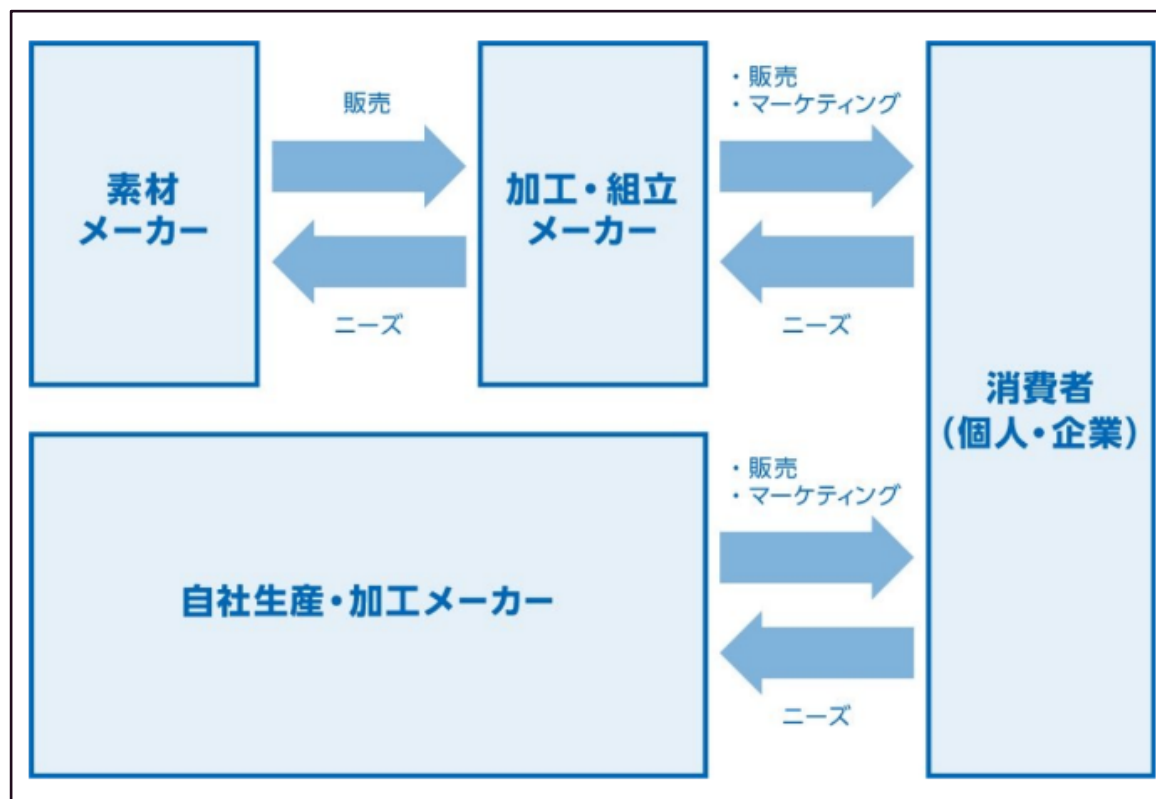 素材
メーカー
販売
ニーズ
加工・組立
メーカー
・販売
・マーケティング
ニーズ
消費者
（個人・企業）
自社生産・加工メーカー
・販売
・マーケティング
ニーズ